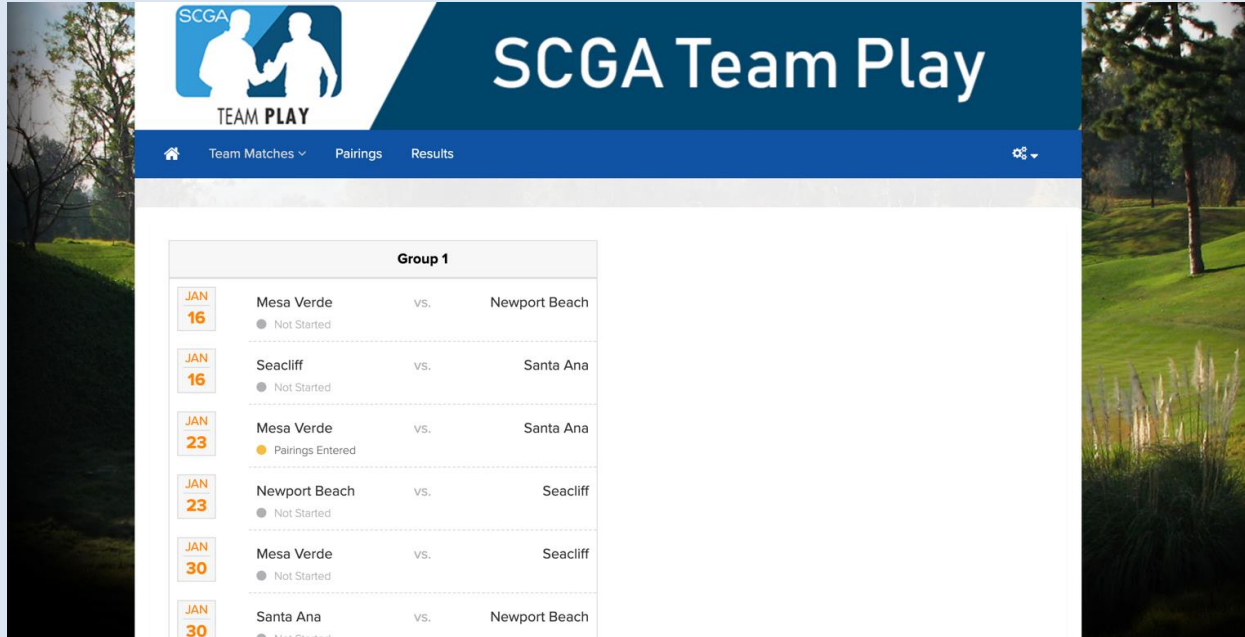 SCGA
TEAM PLAY
SCGA Team Play
Team Matches Pairings Results
Group 1
JAN
16
Mesa Verde vs. Newport Beach
Not Started
JAN
16
Seacliff vs. Santa Ana
Not Started
JAN
23
Mesa Verde vs. Santa Ana
Pairings Entered
JAN
23
Newport Beach vs. Seacliff
Not Started
JAN
30
Mesa Verde vs. Seacliff
Not Started
JAN
30
Santa Ana vs. Newport Beach
Not Started